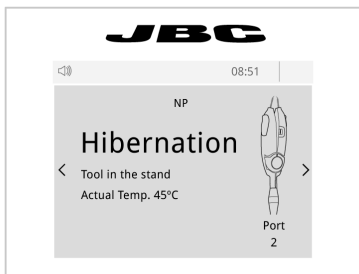 JBC
08:51
NP
Hibernation
Tool in the stand
Actual Temp. 45ºC
Port
2